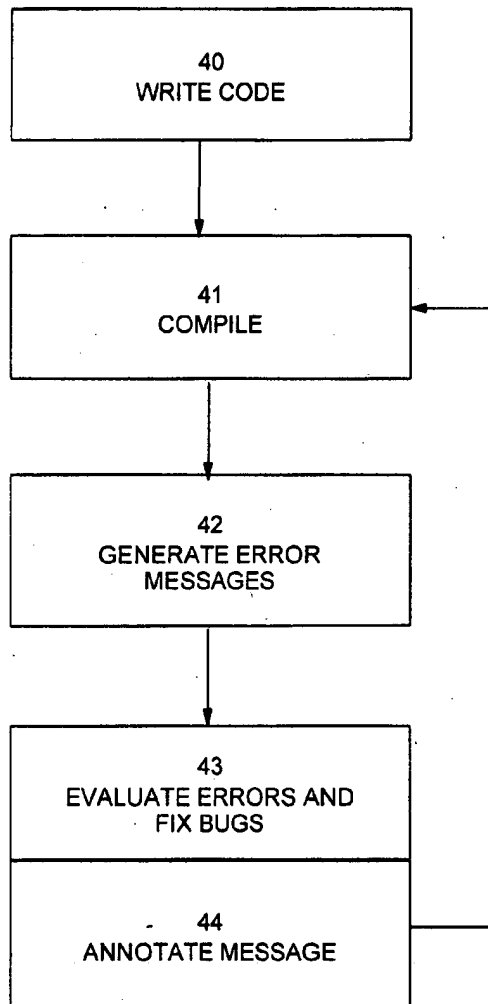 40
WRITE CODE
41
COMPILE
42
GENERATE ERROR
MESSAGES
43
EVALUATE ERRORS AND
FIX BUGS
44
ANNOTATE MESSAGE